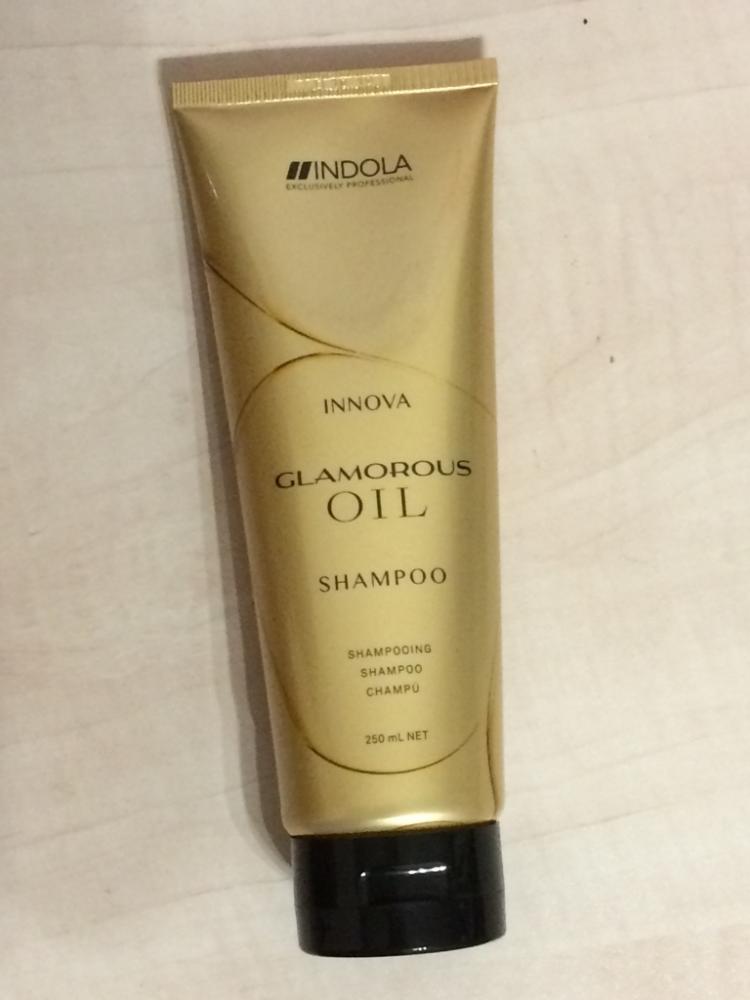 INDOLA
EXCLUSIVELY PROFESSIONAL
INNOVA
GLAMOROUS
OIL
SHAMPOO
SHAMPOOING
SHAMPOO
CHAMPÚ
250 mL NET